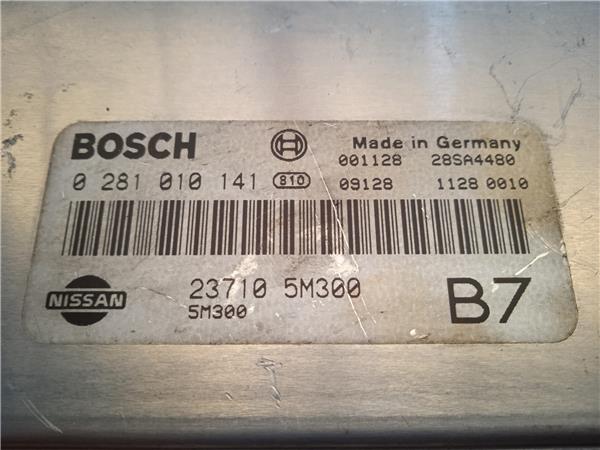 BOSCH
Made in Germany
001128 28SA4480
0 281 010 141 810 09128 1128 0010
NISSAN
23710 5M300
5M300
B7